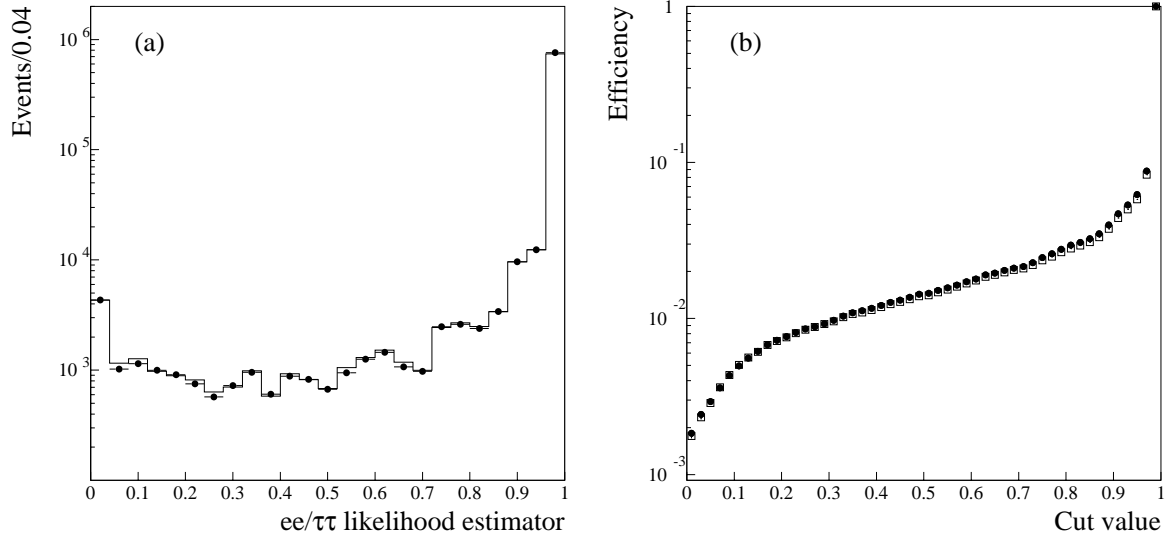 (a)
Events/0.04
10^6
10^5
10^4
10^3
0 0.1 0.2 0.3 0.4 0.5 0.6 0.7 0.8 0.9 1
ee/ττ likelihood estimator
(b)
Efficiency
1
10^-1
10^-2
10^-3
0 0.1 0.2 0.3 0.4 0.5 0.6 0.7 0.8 0.9 1
Cut value